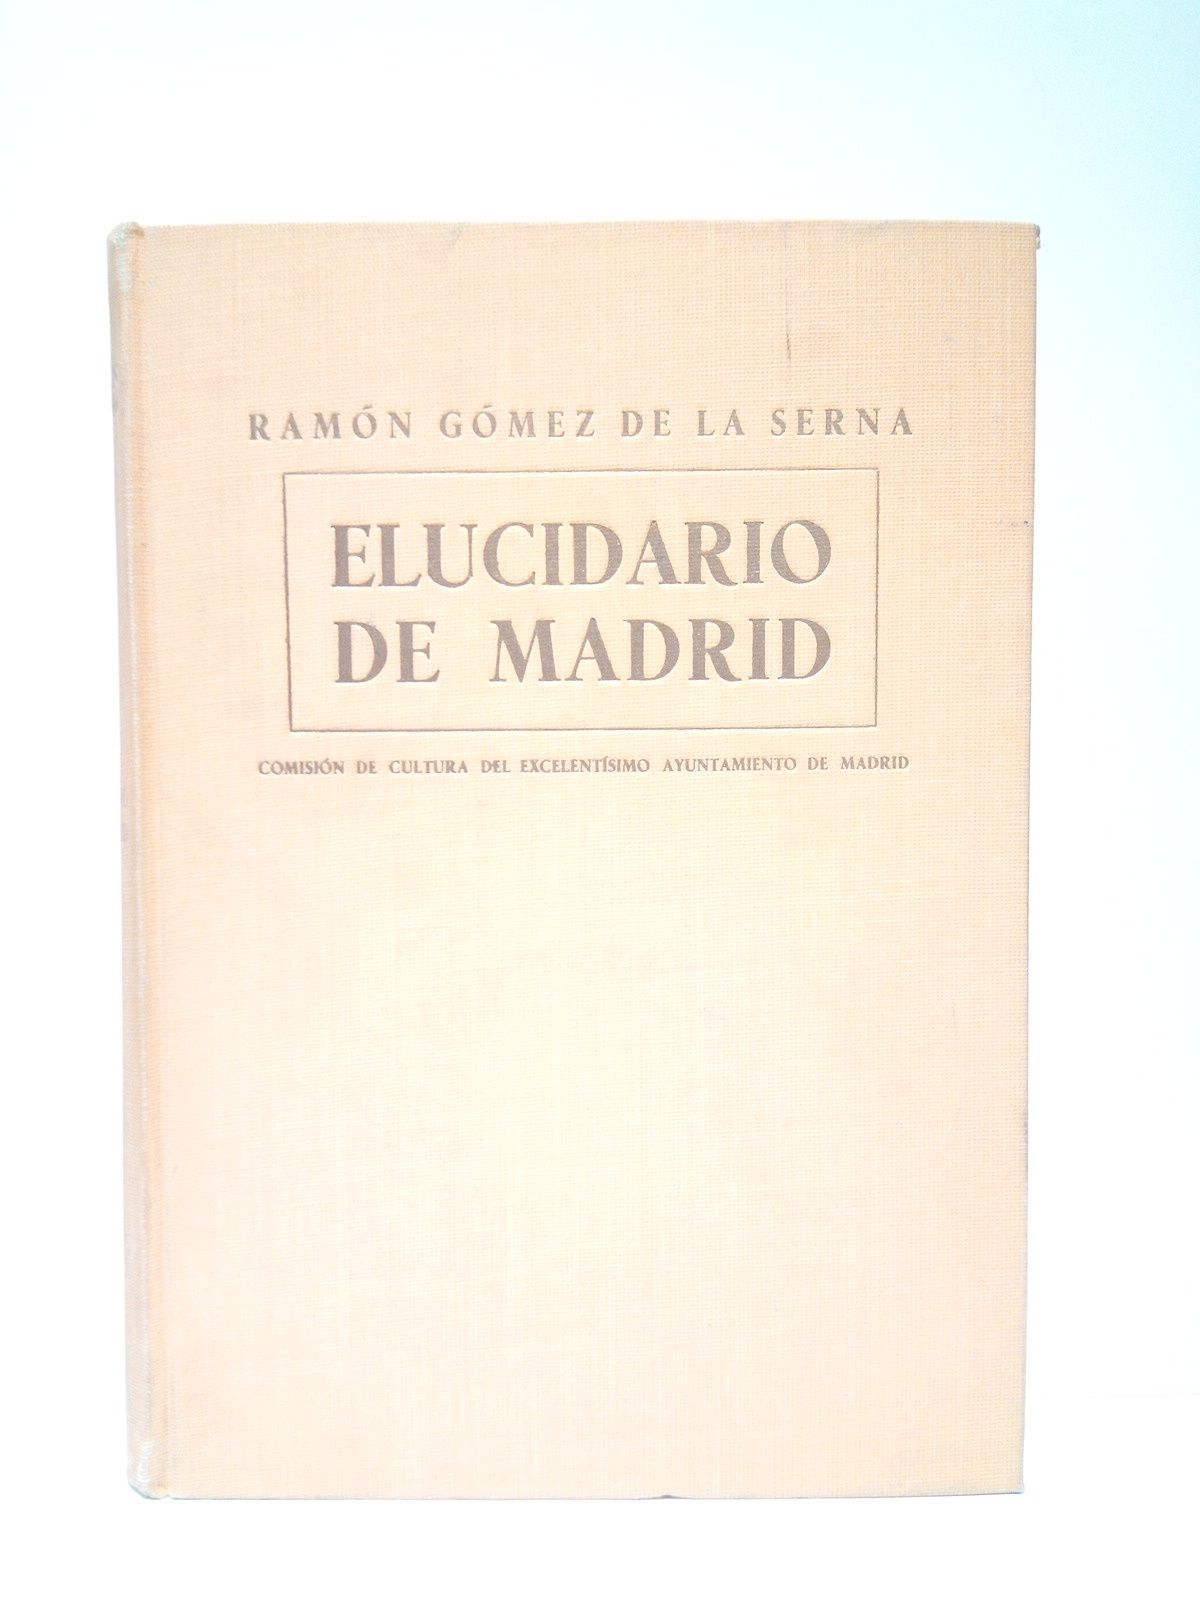 RAMÓN GÓMEZ DE LA SERNA
ELUCIDARIO
DE MADRID
COMISIÓN DE CULTURA DEL EXCELENTÍSIMO AYUNTAMIENTO DE MADRID